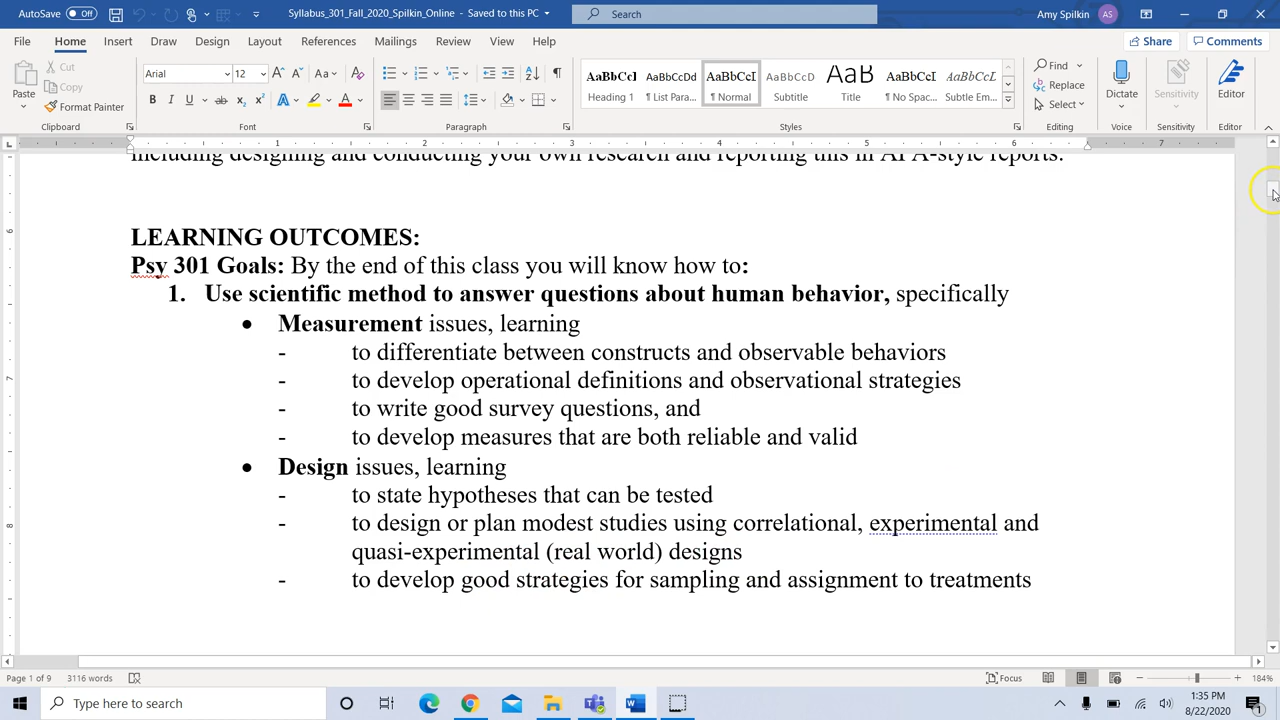 AutoSave Off Syllabus_301_Fall_2020_Spilkin_Online - Saved to this PC Search Amy Spilkin AS
File Home Insert Draw Design Layout References Mailings Review View Help Share Comments
Paste
Cut
Copy
Format Painter
Clipboard
Arial 12
Font
Paragraph
AaBbCcI AaBbCcDd AaBbCcI AaBbCcDd AaB AaBbCcI AaBbCcI
Heading 1 ¶ List Para... ¶ Normal Subtitle Title ¶ No Spac... Subtle Em...
Styles
Find
Replace
Select
Editing
Dictate
Voice
Sensitivity
Sensitivity
Editor
Editor
including designing and conducting your own research and reporting this in APA-style reports.
LEARNING OUTCOMES:
Psy 301 Goals: By the end of this class you will know how to:
1. Use scientific method to answer questions about human behavior, specifically
• Measurement issues, learning
- to differentiate between constructs and observable behaviors
- to develop operational definitions and observational strategies
- to write good survey questions, and
- to develop measures that are both reliable and valid
• Design issues, learning
- to state hypotheses that can be tested
- to design or plan modest studies using correlational, experimental and
quasi-experimental (real world) designs
- to develop good strategies for sampling and assignment to treatments
Page 1 of 9 3116 words Focus 184%
Type here to search 1:35 PM
8/22/2020